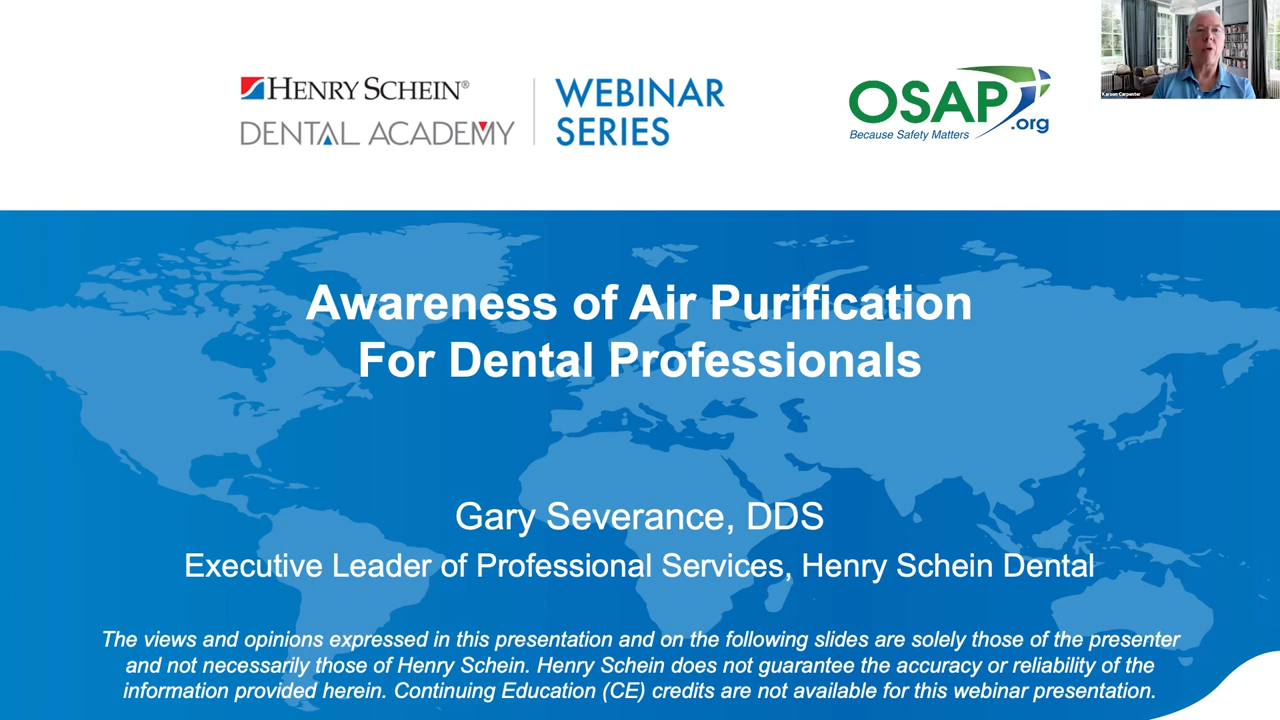 HENRY SCHEIN®
DENTAL ACADEMY
WEBINAR
SERIES
OSAP
.org
Because Safety Matters
Karson Carpenter
Awareness of Air Purification
For Dental Professionals
Gary Severance, DDS
Executive Leader of Professional Services, Henry Schein Dental
The views and opinions expressed in this presentation and on the following slides are solely those of the presenter
and not necessarily those of Henry Schein. Henry Schein does not guarantee the accuracy or reliability of the
information provided herein. Continuing Education (CE) credits are not available for this webinar presentation.